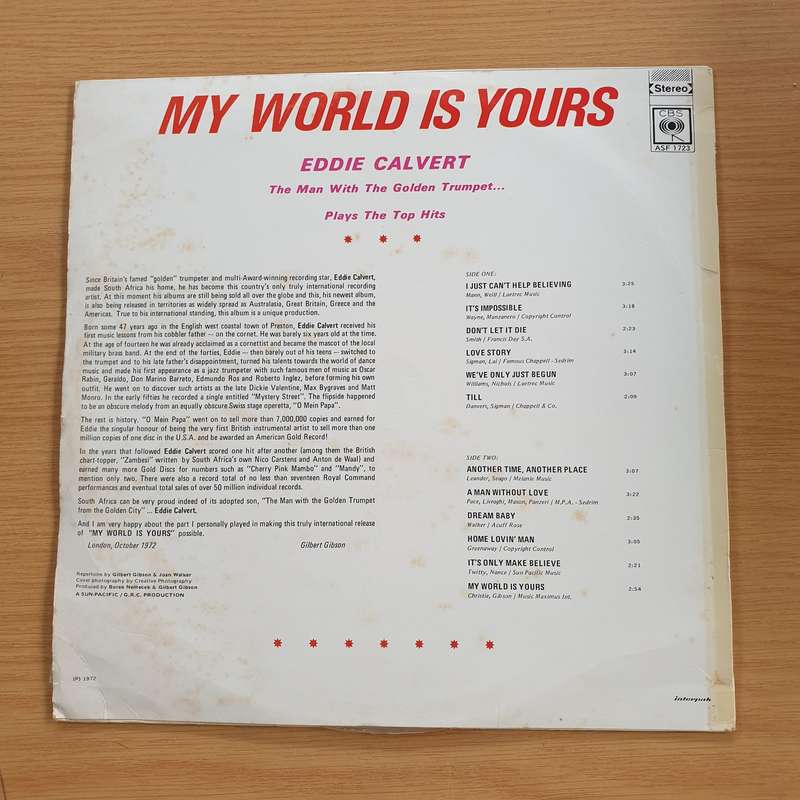 MY WORLD IS YOURS
Stereo
CBS
ASF 1723
EDDIE CALVERT
The Man With The Golden Trumpet...
Plays The Top Hits
Since Britain's famed "golden" trumpeter and multi-Award-winning recording star, Eddie Calvert,
made South Africa his home, he has become this country's only truly international recording
artist. At this moment his albums are still being sold all over the globe and this, his newest album,
is also being released in territories as widely spread as Australasia, Great Britain, Greece and the
Americas. True to his international standing, this album is a unique production.
Born some 47 years ago in the English west coastal town of Preston, Eddie Calvert received his
first music lessons from his cobbler father -- on the cornet. He was barely six years old at the time.
At the age of fourteen he was already acclaimed as a cornettist and became the mascot of the local
military brass band. At the end of the forties, Eddie -- then barely out of his teens -- switched to
the trumpet and to his late father's disappointment, turned his talents towards the world of dance
music and made his first appearance as a jazz trumpeter with such famous men of music as Oscar
Rabin, Geraldo, Don Marino Barreto, Edmundo Ros and Roberto Inglez, before forming his own
outfit. He went on to discover such artists as the late Dickie Valentine, Max Bygraves and Matt
Monro. In the early fifties he recorded a single entitled "Mystery Street". The flipside happened
to be an obscure melody from an equally obscure Swiss stage operetta, "O Mein Papa".
The rest is history. "O Mein Papa" went on to sell more than 7,000,000 copies and earned for
Eddie the singular honour of being the very first British instrumental artist to sell more than one
million copies of one disc in the U.S.A. and be awarded an American Gold Record!
In the years that followed Eddie Calvert scored one hit after another (among them the British
chart-topper, "Zambesi" written by South Africa's own Nico Carstens and Anton de Waal) and
earned many more Gold Discs for numbers such as "Cherry Pink Mambo" and "Mandy", to
mention only two. There were also a record total of no less than seventeen Royal Command
performances and eventual total sales of over 50 million individual records.
South Africa can be very proud indeed of its adopted son, "The Man with the Golden Trumpet
from the Golden City" ... Eddie Calvert.
And I am very happy about the part I personally played in making this truly international release
of "MY WORLD IS YOURS" possible.
London, October 1972 Gilbert Gibson
Repertoire by Gilbert Gibson & Joan Walker
Cover photography by Creative Photography
Produced by Boree Nemecek & Gilbert Gibson
A SUN-PACIFIC / G.R.C. PRODUCTION
SIDE ONE:
I JUST CAN'T HELP BELIEVING 3:25
Mann, Weill / Laetrec Music
IT'S IMPOSSIBLE 3:18
Wayne, Manzanero / Copyright Control
DON'T LET IT DIE 2:23
Smith / Francis Day S.A.
LOVE STORY 3:14
Sigman, Lai / Famous Chappell - Sedrim
WE'VE ONLY JUST BEGUN 3:07
Williams, Nichols / Laetrec Music
TILL 2:09
Danvers, Sigman / Chappell & Co.
SIDE TWO:
ANOTHER TIME, ANOTHER PLACE 3:07
Leander, Seago / Melanie Music
A MAN WITHOUT LOVE 3:22
Pace, Livraghi, Mason, Panzeri / M.P.A. - Sedrim
DREAM BABY 2:35
Walker / Acuff Rose
HOME LOVIN' MAN 3:05
Greenaway / Copyright Control
IT'S ONLY MAKE BELIEVE 2:21
Twitty, Nance / Sun Pacific Music
MY WORLD IS YOURS 2:54
Christie, Gibson / Music Maximus Int.
(P) 1972
interpak